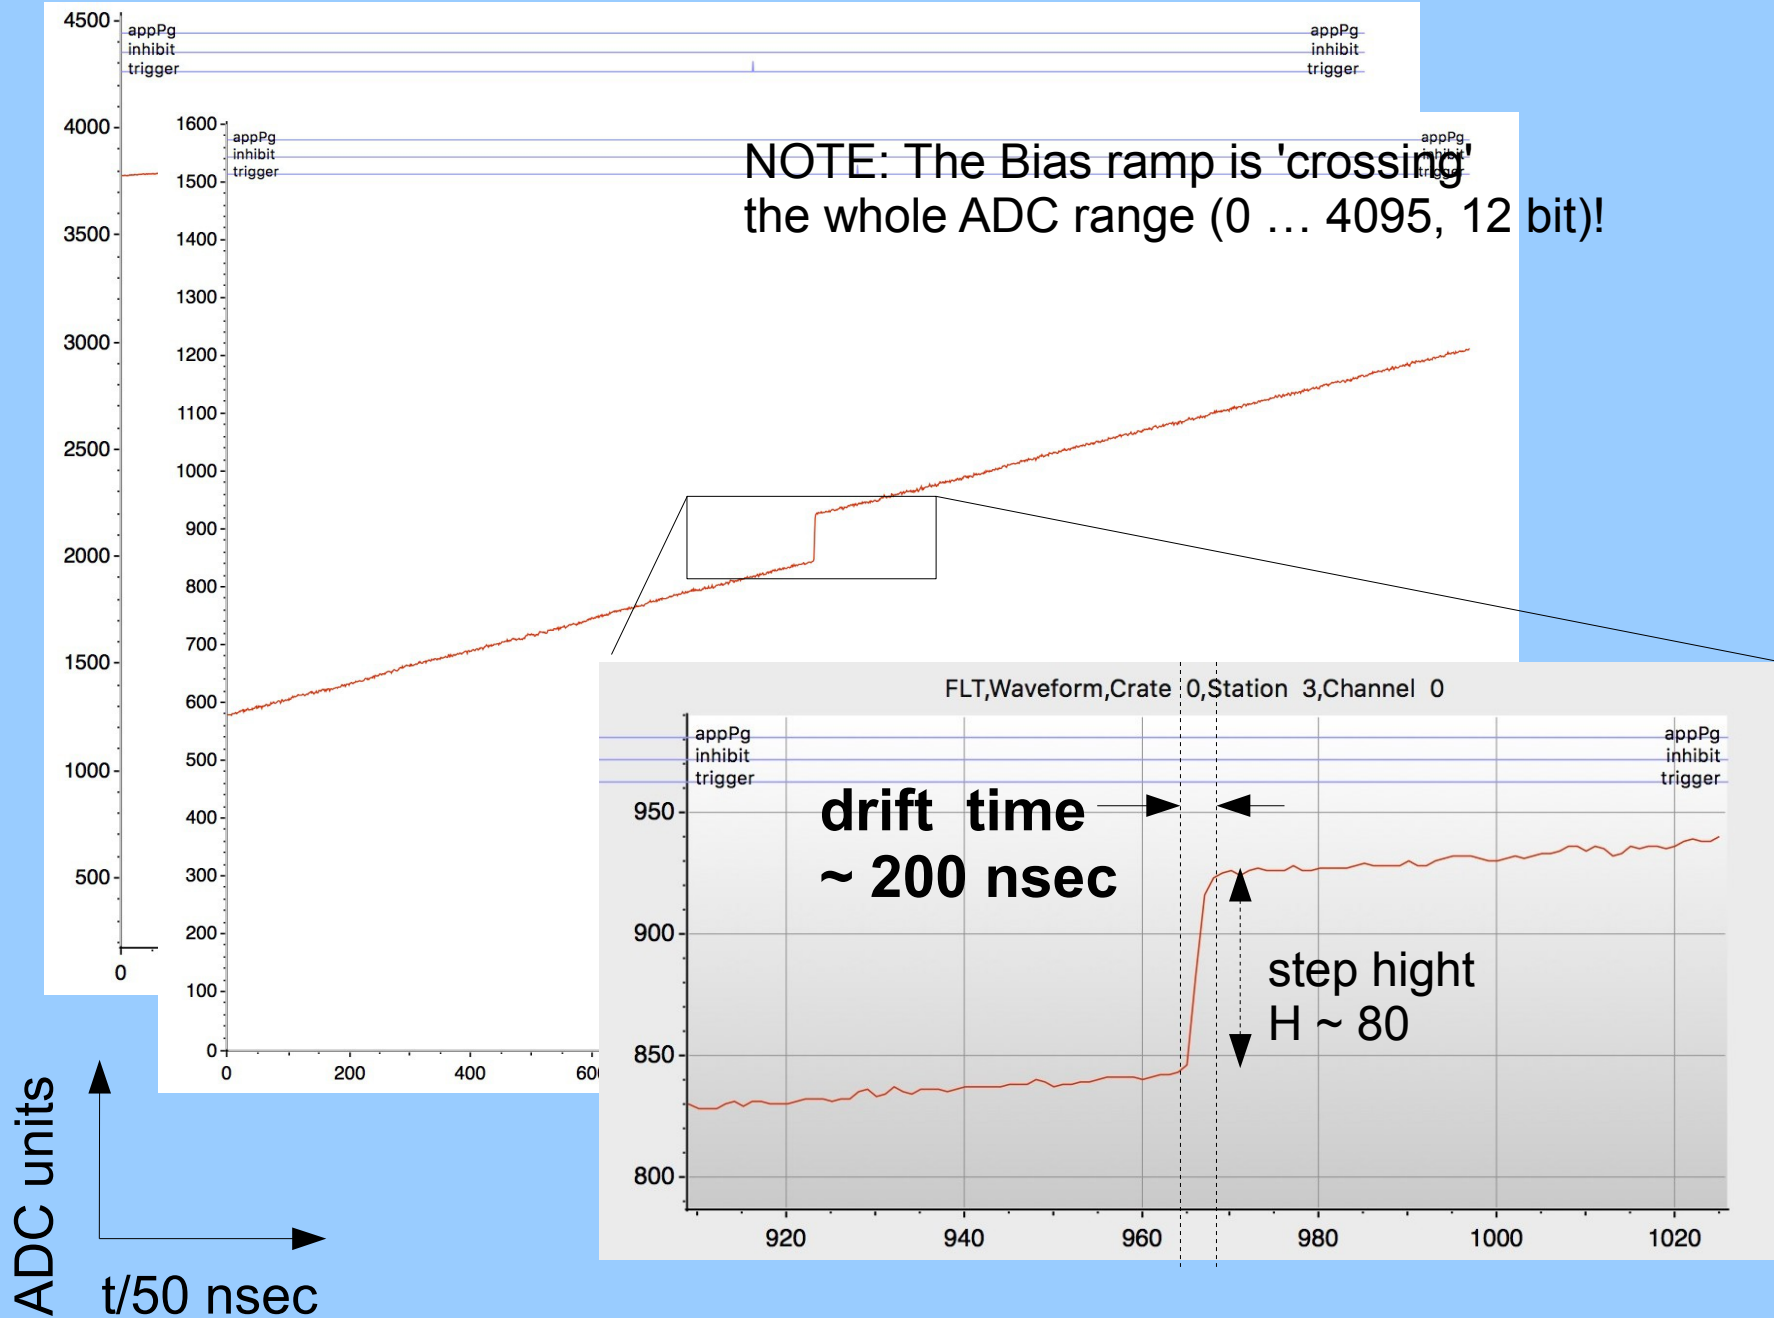 4500
appPg
inhibit
trigger
appPg
inhibit
trigger
4000
3500
3000
2500
2000
1500
1000
500
0
1600
appPg
inhibit
trigger
appPg
inhibit
trigger
NOTE: The Bias ramp is 'crossing'
the whole ADC range (0 … 4095, 12 bit)!
1500
1400
1300
1200
1100
1000
900
800
700
600
500
400
300
200
100
0
0 200 400
FLT,Waveform,Crate 0,Station 3,Channel 0
appPg
inhibit
trigger
appPg
inhibit
trigger
950
drift time
~ 200 nsec
900
step hight
H ~ 80
850
800
920 940 960 980 1000 1020
ADC units
t/50 nsec